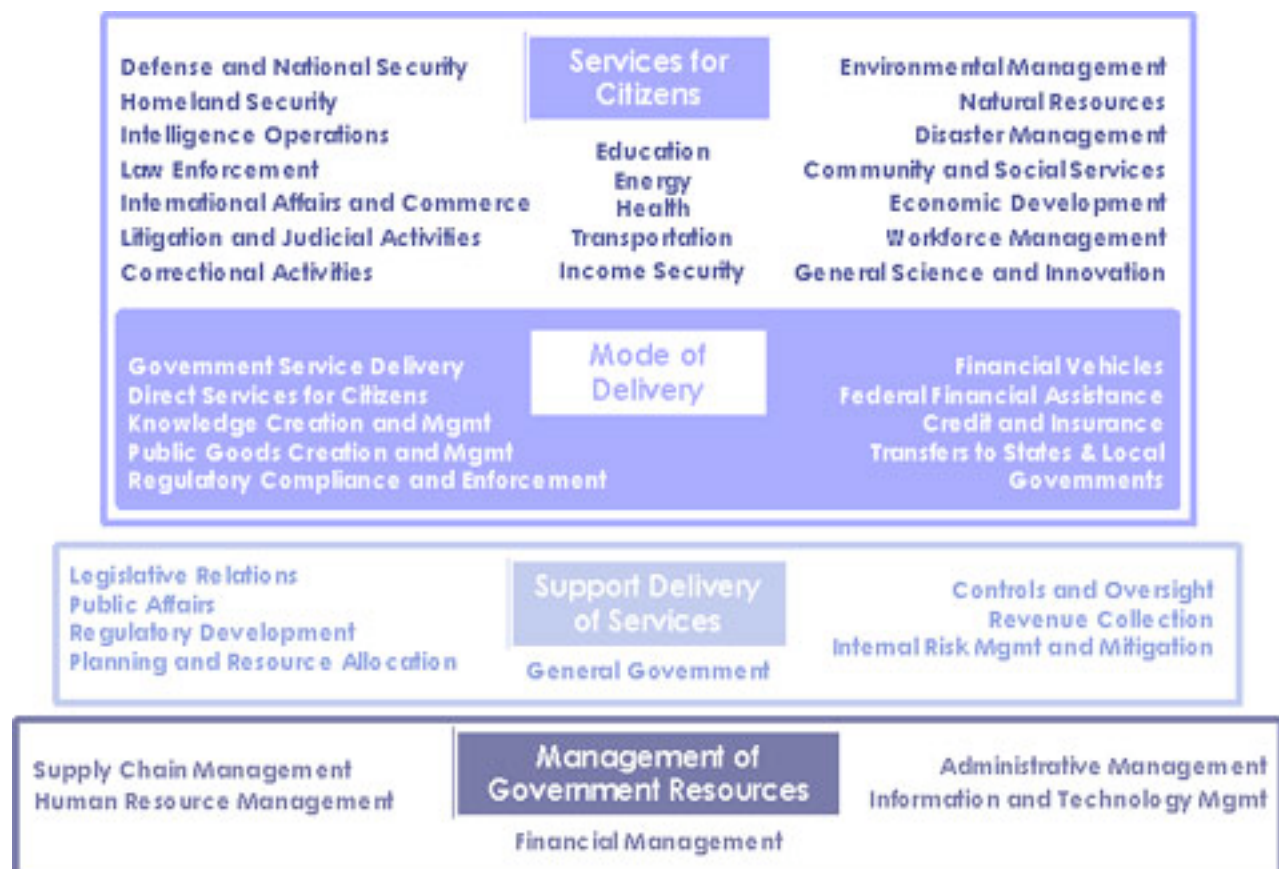 Services for
Citizens
Defense and National Security
Homeland Security
Intelligence Operations
Law Enforcement
International Affairs and Commerce
Litigation and Judicial Activities
Correctional Activities
Education
Energy
Health
Transportation
Income Security
Environmental Management
Natural Resources
Disaster Management
Community and Social Services
Economic Development
Workforce Management
General Science and Innovation
Mode of
Delivery
Government Service Delivery
Direct Services for Citizens
Knowledge Creation and Mgmt
Public Goods Creation and Mgmt
Regulatory Compliance and Enforcement
Financial Vehicles
Federal Financial Assistance
Credit and Insurance
Transfers to States & Local
Governments
Support Delivery
of Services
Legislative Relations
Public Affairs
Regulatory Development
Planning and Resource Allocation
General Government
Controls and Oversight
Revenue Collection
Internal Risk Mgmt and Mitigation
Management of
Government Resources
Supply Chain Management
Human Resource Management
Financial Management
Administrative Management
Information and Technology Mgmt